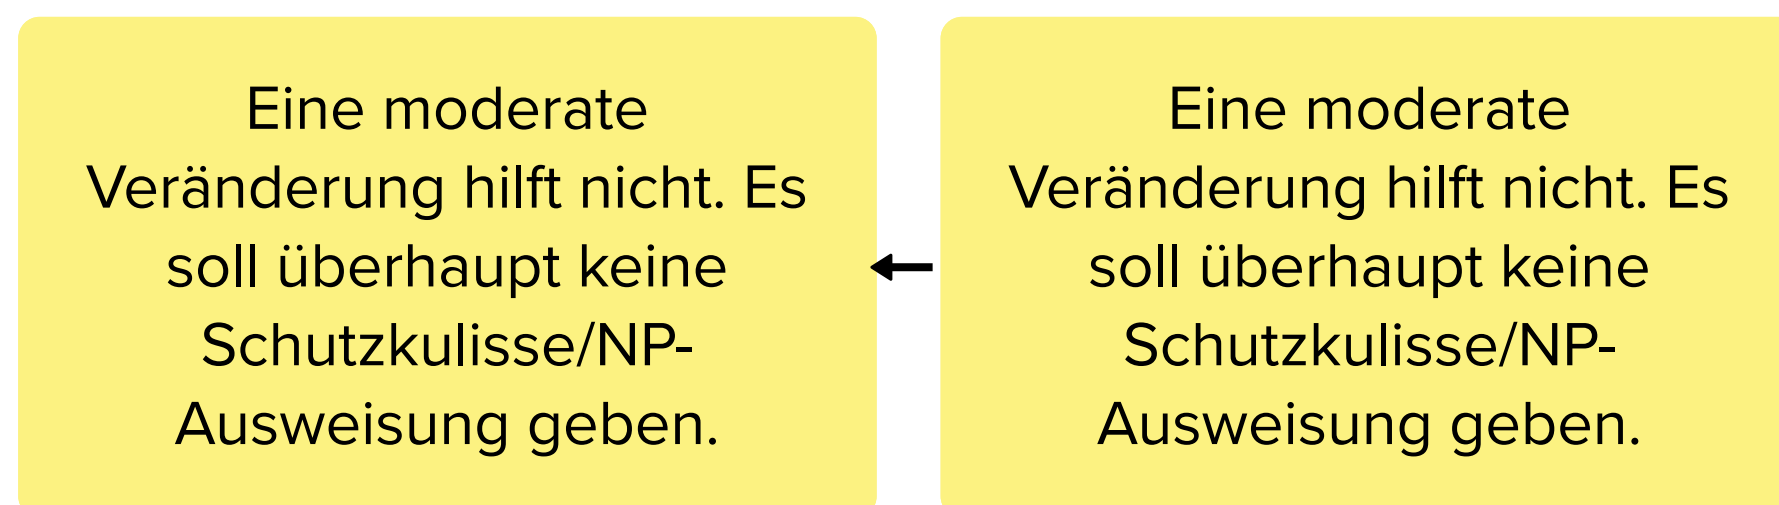 Eine moderate
Veränderung hilft nicht. Es
soll überhaupt keine
Schutzkulisse/NP-
Ausweisung geben.
Eine moderate
Veränderung hilft nicht. Es
soll überhaupt keine
Schutzkulisse/NP-
Ausweisung geben.